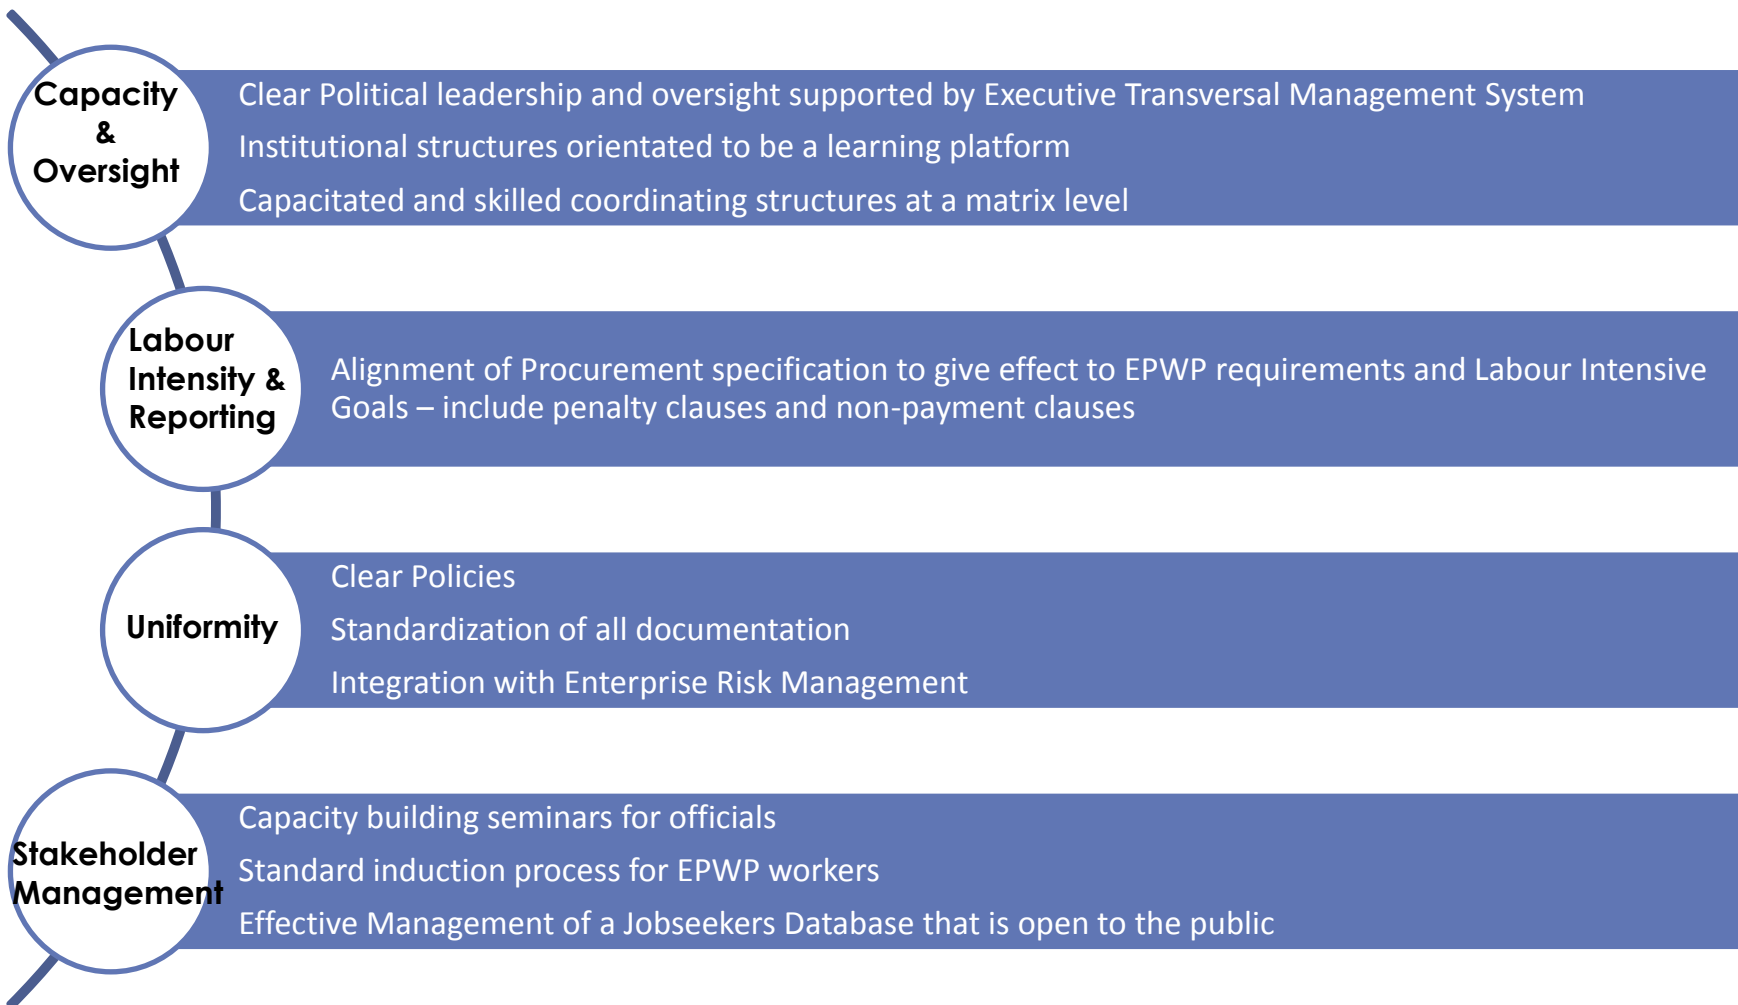 Capacity
&
Oversight
Clear Political leadership and oversight supported by Executive Transversal Management System
Institutional structures orientated to be a learning platform
Capacitated and skilled coordinating structures at a matrix level
Labour
Intensity &
Reporting
Alignment of Procurement specification to give effect to EPWP requirements and Labour Intensive
Goals – include penalty clauses and non-payment clauses
Uniformity
Clear Policies
Standardization of all documentation
Integration with Enterprise Risk Management
Stakeholder
Management
Capacity building seminars for officials
Standard induction process for EPWP workers
Effective Management of a Jobseekers Database that is open to the public